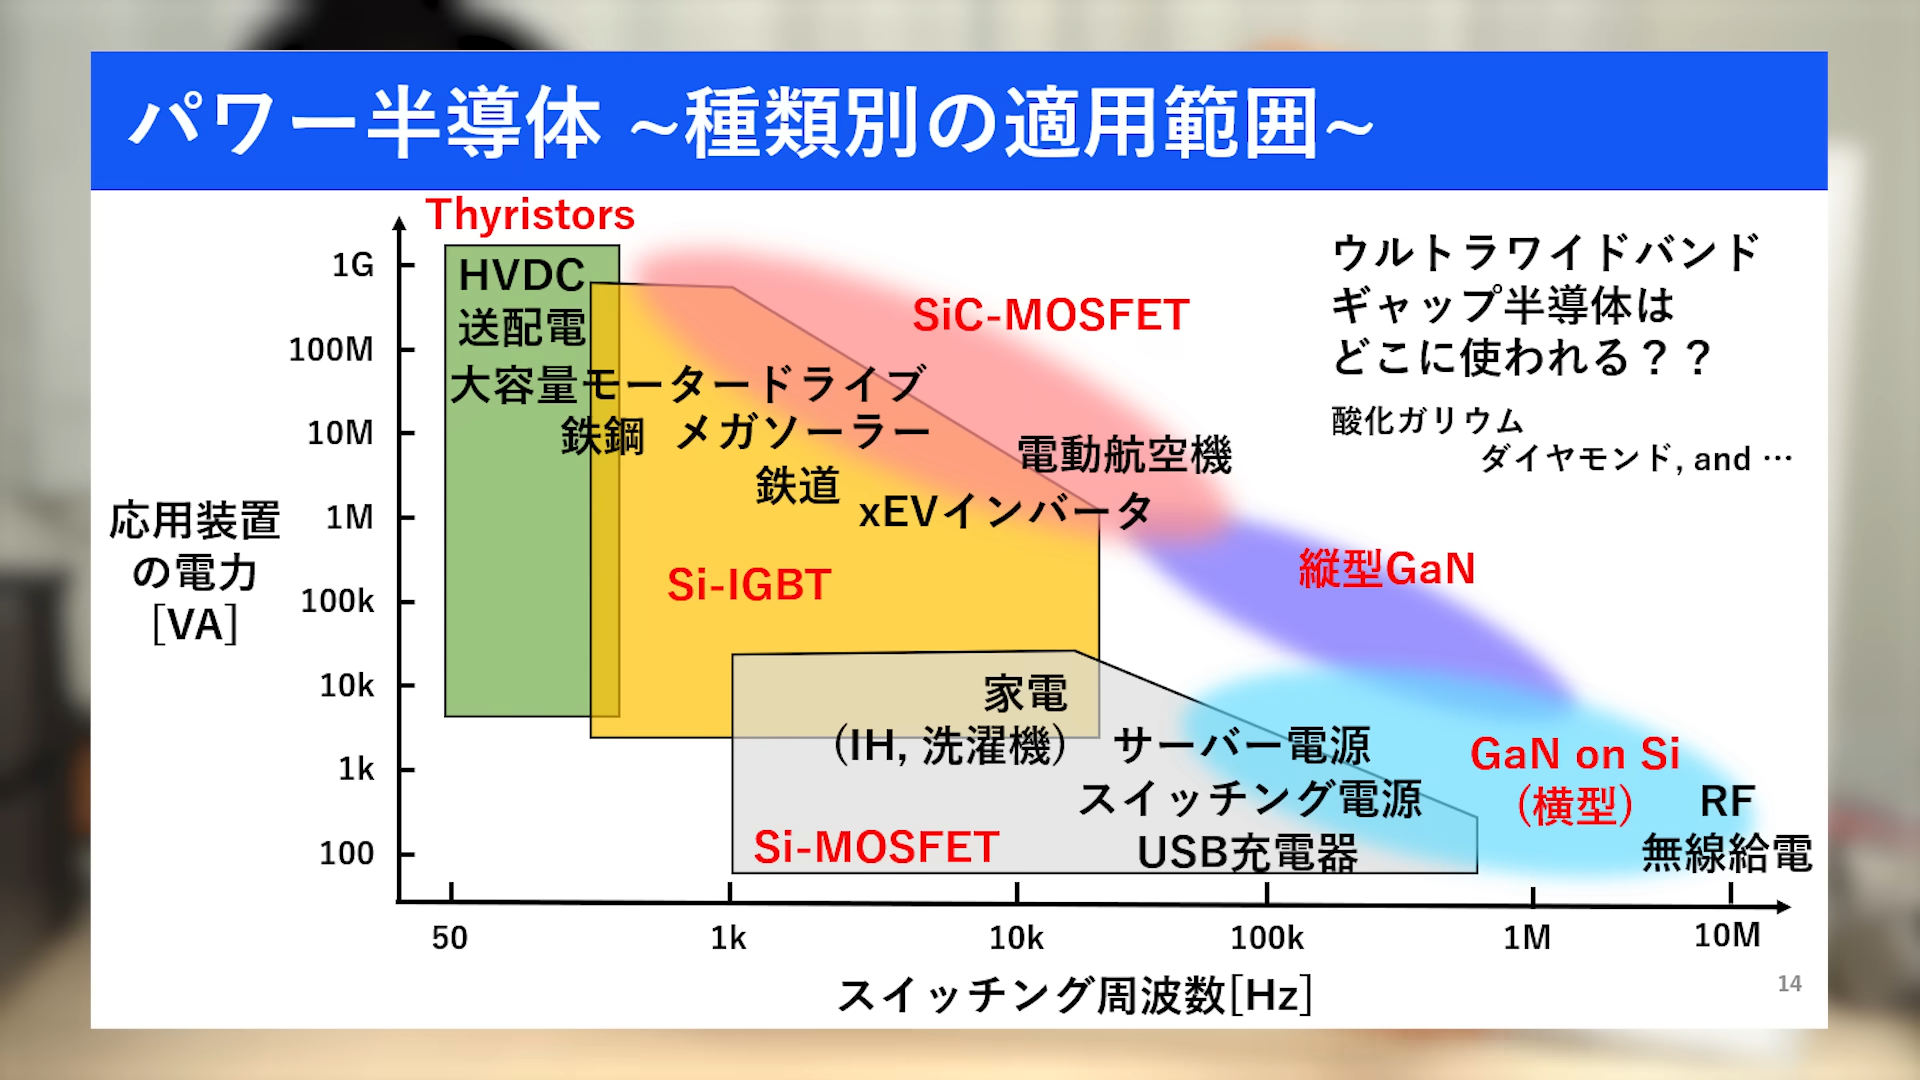 パワー半導体 ~種類別の適用範囲~
Thyristors
HVDC
送配電
大容量モータードライブ
鉄鋼 メガソーラー
鉄道
電動航空機
xEVインバータ
SiC-MOSFET
ウルトラワイドバンド
ギャップ半導体は
どこに使われる？？
酸化ガリウム
ダイヤモンド, and …
縦型GaN
Si-IGBT
家電
(IH, 洗濯機)
サーバー電源
スイッチング電源
USB充電器
Si-MOSFET
GaN on Si
(横型)
RF
無線給電
応用装置
の電力
[VA]
1G
100M
10M
1M
100k
10k
1k
100
50
1k
10k
100k
1M
10M
スイッチング周波数[Hz]
14